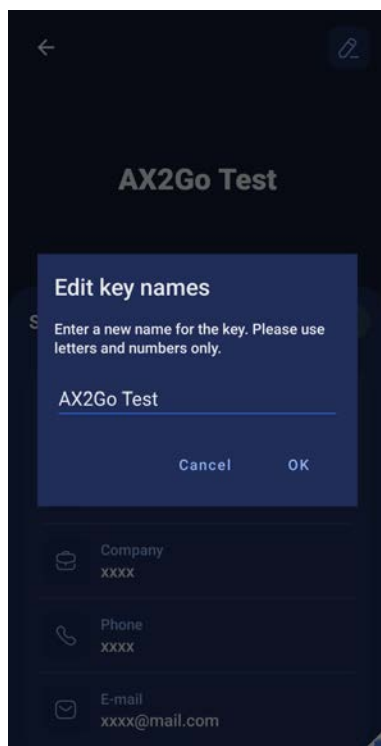 AX2Go Test
Edit key names
S
Enter a new name for the key. Please use
letters and numbers only.
AX2Go Test
Cancel OK
Company
xxxx
Phone
xxxx
E-mail
xxxx@mail.com